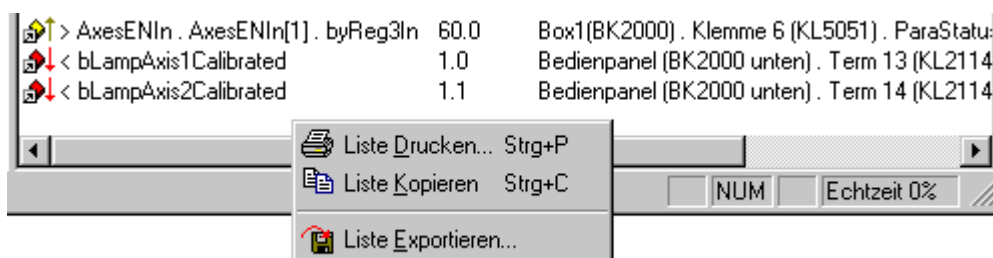 > AxesENIn . AxesENIn[1] . byReg3In 60.0 Box1(BK2000) . Klemme 6 (KL5051) . ParaStatu
< bLampAxis1Calibrated 1.0 Bedienpanel (BK2000 unten) . Term 13 (KL2114
< bLampAxis2Calibrated 1.1 Bedienpanel (BK2000 unten) . Term 14 (KL2114
Liste Drucken... Strg+P
Liste Kopieren Strg+C
NUM Echtzeit 0%
Liste Exportieren...